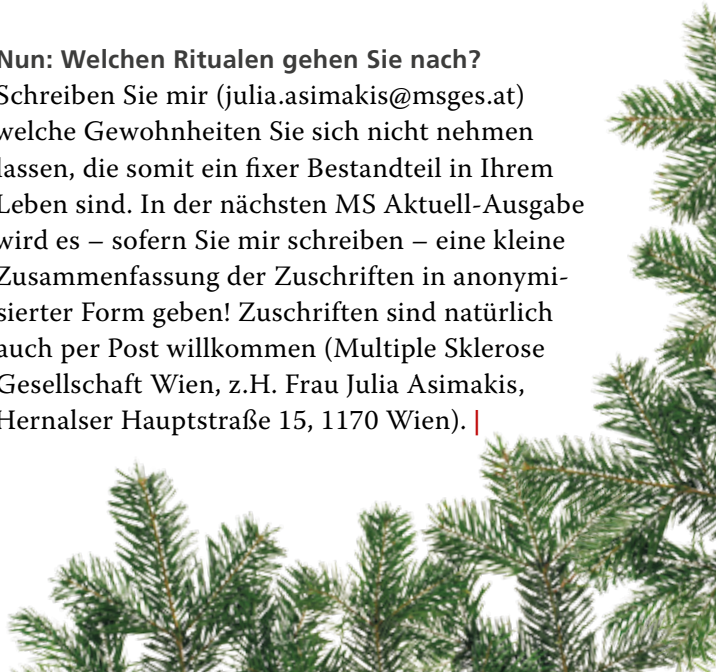 Nun: Welchen Ritualen gehen Sie nach?
Schreiben Sie mir (julia.asimakis@msges.at)
welche Gewohnheiten Sie sich nicht nehmen
lassen, die somit ein fixer Bestandteil in Ihrem
Leben sind. In der nächsten MS Aktuell-Ausgabe
wird es – sofern Sie mir schreiben – eine kleine
Zusammenfassung der Zuschriften in anonymi-
sierter Form geben! Zuschriften sind natürlich
auch per Post willkommen (Multiple Sklerose
Gesellschaft Wien, z.H. Frau Julia Asimakis,
Hernalser Hauptstraße 15, 1170 Wien). |